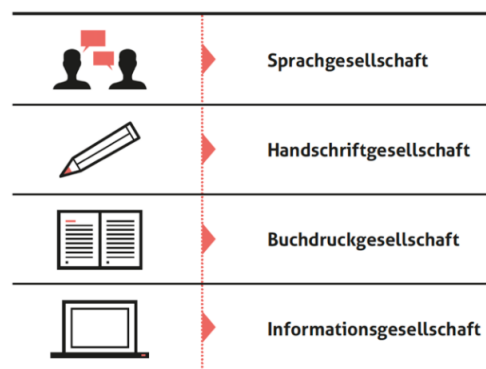 Sprachgesellschaft
Handschriftgesellschaft
Buchdruckgesellschaft
Informationsgesellschaft